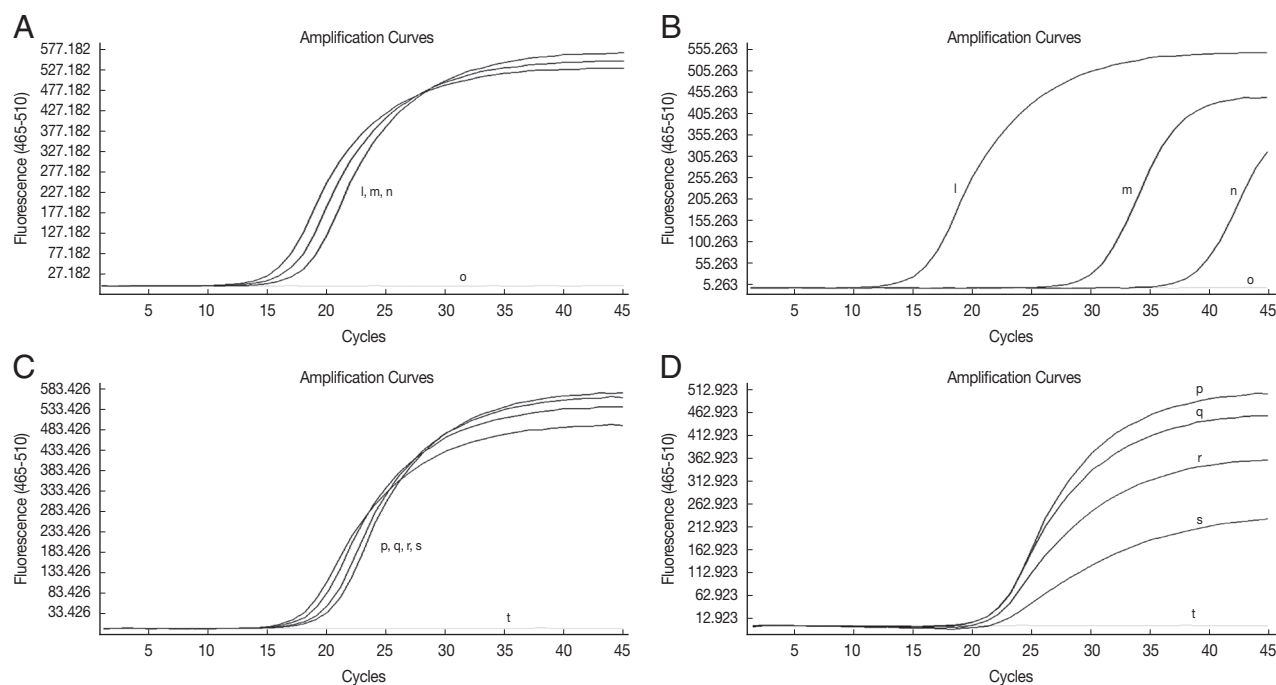 A
Amplification Curves
Fluorescence (465-510)
577.182
527.182
477.182
427.182
377.182
327.182
277.182
227.182
177.182
127.182
77.182
27.182
l, m, n
o
5 10 15 20 25 30 35 40 45
Cycles
B
Amplification Curves
Fluorescence (465-510)
555.263
505.263
455.263
405.263
355.263
305.263
255.263
205.263
155.263
100.263
55.263
5.263
l
m
n
o
5 10 15 20 25 30 35 40 45
Cycles
C
Amplification Curves
Fluorescence (465-510)
583.426
533.426
483.426
433.426
383.426
333.426
283.426
233.426
183.426
133.426
83.426
33.426
p, q, r, s
t
5 10 15 20 25 30 35 40 45
Cycles
D
Amplification Curves
Fluorescence (465-510)
512.923
462.923
412.923
362.923
312.923
262.923
212.923
162.923
112.923
62.923
12.923
p
q
r
s
t
5 10 15 20 25 30 35 40 45
Cycles